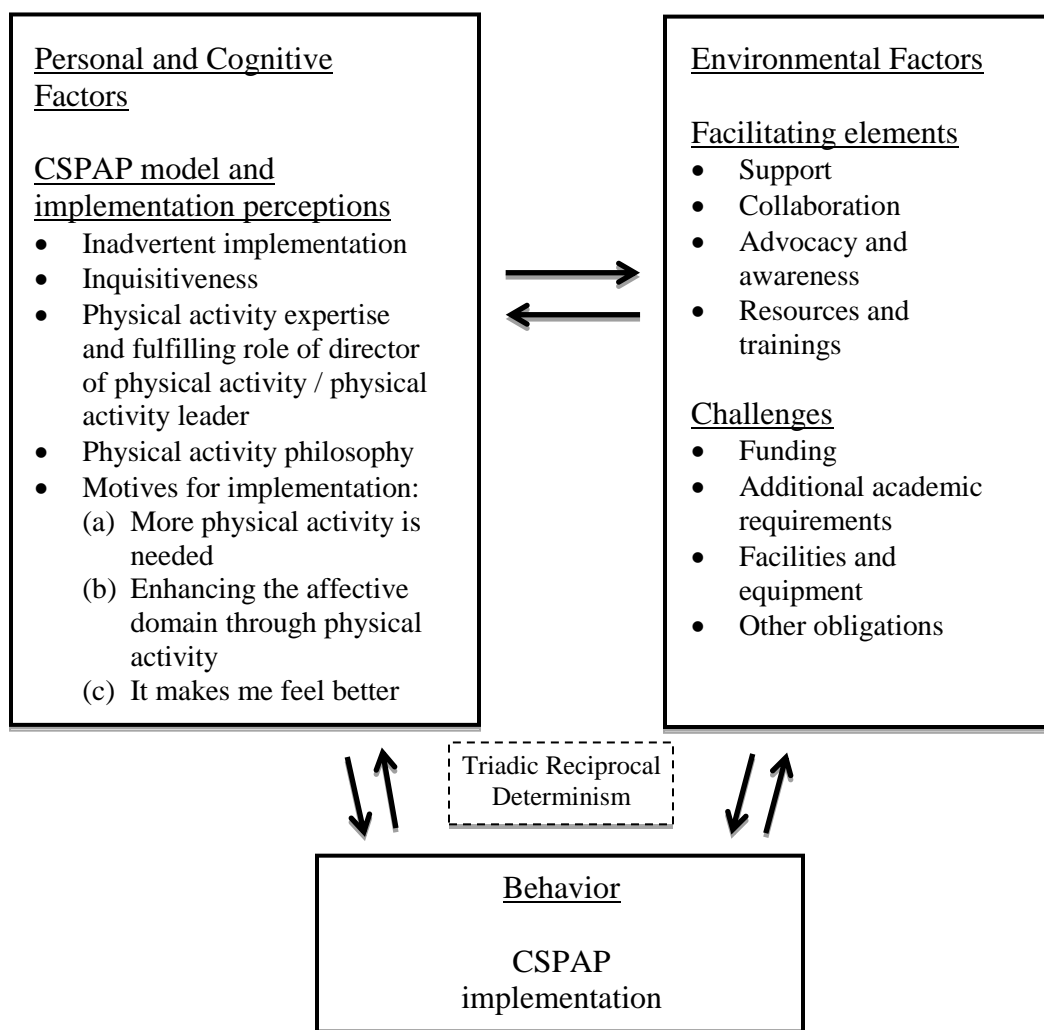 Personal and Cognitive
Factors
CSPAP model and
implementation perceptions
• Inadvertent implementation
• Inquisitiveness
• Physical activity expertise
and fulfilling role of director
of physical activity / physical
activity leader
• Physical activity philosophy
• Motives for implementation:
(a) More physical activity is
needed
(b) Enhancing the affective
domain through physical
activity
(c) It makes me feel better
Environmental Factors
Facilitating elements
• Support
• Collaboration
• Advocacy and
awareness
• Resources and
trainings
Challenges
• Funding
• Additional academic
requirements
• Facilities and
equipment
• Other obligations
Triadic Reciprocal
Determinism
Behavior
CSPAP
implementation